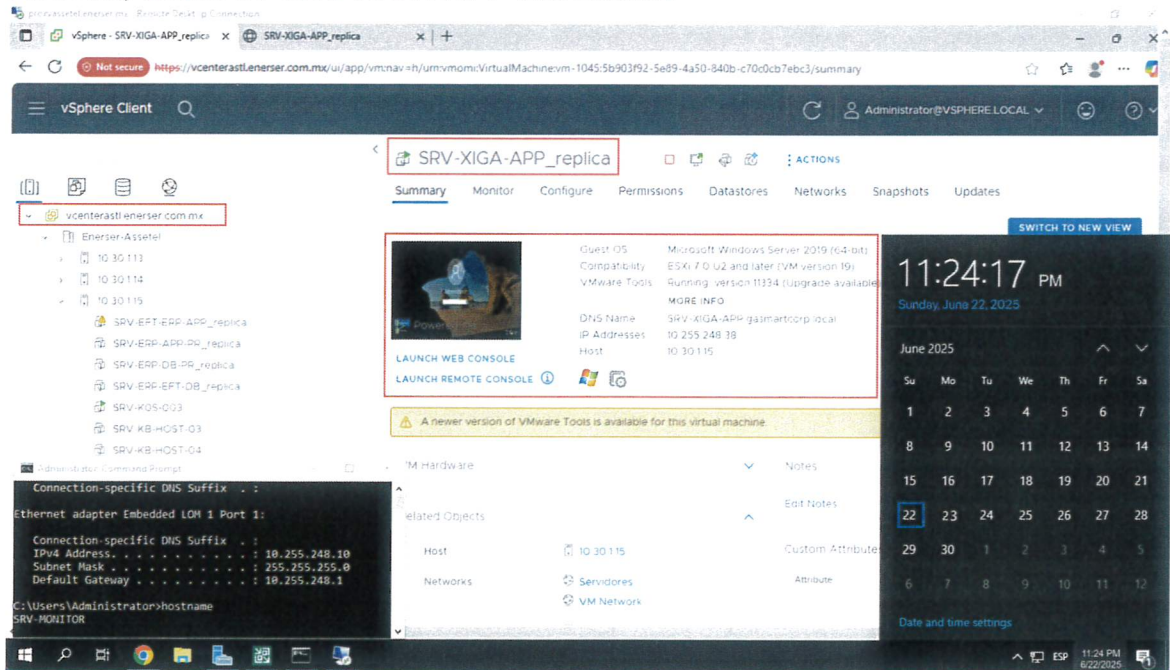 Remote Desktop Connection
vSphere - SRV-XIGA-APP_replica
SRV-XIGA-APP_replica
Not secure https://vcenterastl.enerser.com.mx/ui/app/vm;nav=h/urn:vmomi:VirtualMachine:vm-1045:5b903f92-5e89-4a50-840b-c70c0cb7ebc3/summary
vSphere Client
Administrator@VSPHERE.LOCAL
SRV-XIGA-APP_replica
ACTIONS
Summary Monitor Configure Permissions Datastores Networks Snapshots Updates
SWITCH TO NEW VIEW
vcenterastl.enerser.com.mx
Enerser-Assetel
10.30.1.13
10.30.1.14
10.30.1.15
SRV-EFT-ERP-APP_replica
SRV-ERP-APP-PR_replica
SRV-ERP-DB-PR_replica
SRV-ERP-EFT-DB_replica
SRV-K0S-003
SRV-KB-HOST-03
SRV-KB-HOST-04
Powered
LAUNCH WEB CONSOLE
LAUNCH REMOTE CONSOLE
Guest OS Microsoft Windows Server 2019 (64-bit)
Compatibility ESXi 7.0 U2 and later (VM version 19)
VMware Tools Running, version:11334 (Upgrade available)
MORE INFO
DNS Name SRV-XIGA-APP.gasmartcorp.local
IP Addresses 10.255.248.38
Host 10.30.1.15
A newer version of VMware Tools is available for this virtual machine.
VM Hardware
Related Objects
Host 10.30.1.15
Networks Servidores
VM Network
Notes
Edit Notes
Custom Attributes
Attribute
Administrator: Command Prompt
Connection-specific DNS Suffix . :
Ethernet adapter Embedded LOM 1 Port 1:
Connection-specific DNS Suffix . :
IPv4 Address. . . . . . . . . . . : 10.255.248.10
Subnet Mask . . . . . . . . . . . : 255.255.255.0
Default Gateway . . . . . . . . . : 10.255.248.1
C:\Users\Administrator>hostname
SRV-MONITOR
11:24:17 PM
Sunday, June 22, 2025
June 2025
Su Mo Tu We Th Fr Sa
1 2 3 4 5 6 7
8 9 10 11 12 13 14
15 16 17 18 19 20 21
22 23 24 25 26 27 28
29 30 1 2 3 4 5
6 7 8 9 10 11 12
Date and time settings
ESP
11:24 PM
6/22/2025